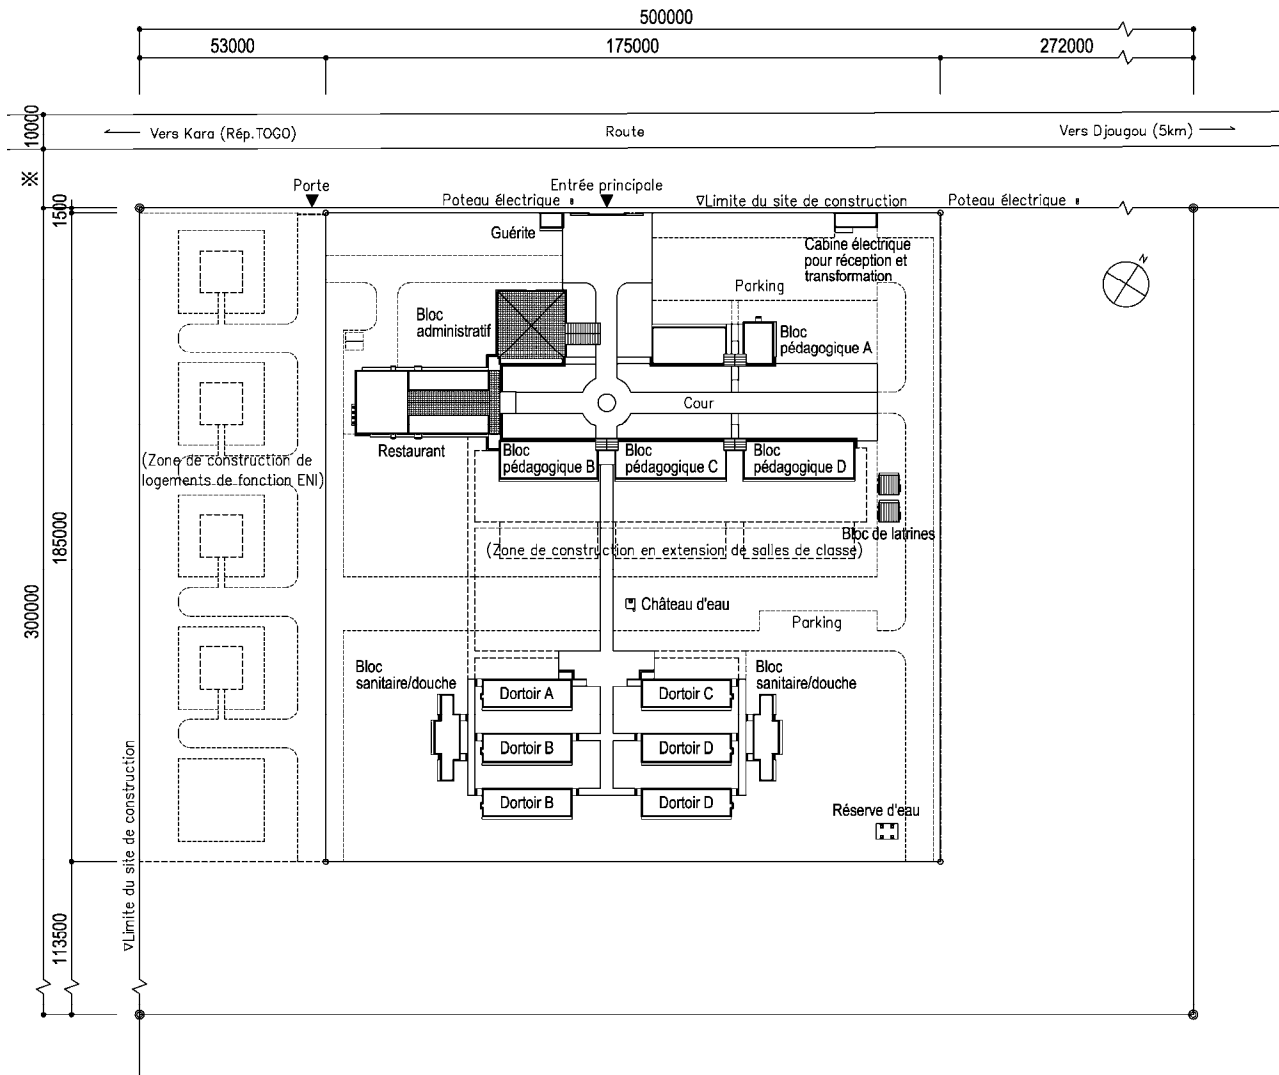 500000
53000
175000
272000
10000
Vers Kara (Rép.TOGO)
Route
Vers Djougou (5km)
※
1500
Porte
Entrée principale
Poteau électrique
▽Limite du site de construction
Poteau électrique
Guérite
Cabine électrique
pour réception et
transformation
N
Parking
Bloc
administratif
Bloc
pédagogique A
Cour
Restaurant
Bloc
pédagogique B
Bloc
pédagogique C
Bloc
pédagogique D
(Zone de construction de
logements de fonction ENI)
Bloc de latrines
(Zone de construction en extension de salles de classe)
185000
300000
Château d'eau
Parking
Bloc
sanitaire/douche
Bloc
sanitaire/douche
Dortoir A
Dortoir C
Dortoir B
Dortoir D
Dortoir B
Dortoir D
Réserve d'eau
▽Limite du site de construction
113500